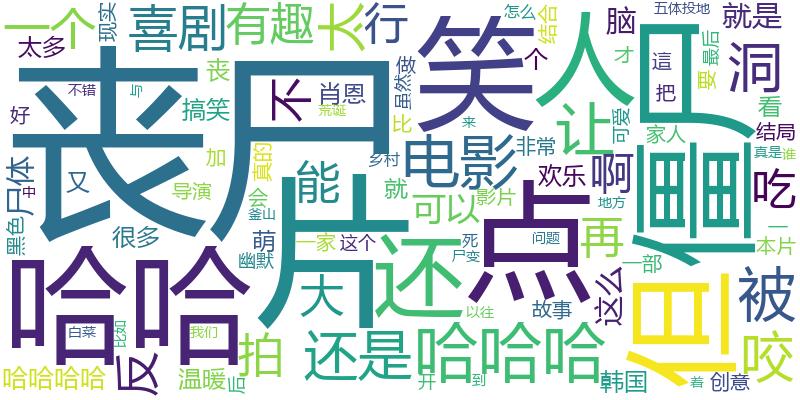 一个
喜剧
有趣
太
行
笑
人
脑
五体投地
就是
太多
现实
怎么
结合
丧尸
不
肖恩
虽然
做
个
才
這
把
要
最后
洞
不错
与
丧
好
搞笑
荒诞
比
来
让
可爱
家人
看
结局
僵尸
尸体
中
又
加
真的
能
片
电影
乡村
非常
啊
欢乐
真是
谁
吃
黑色
导演
会
釜山
就
可以
影片
点
地方
很多
萌
一家
这个
还
死
尸变
问题
再
一部
一
本片
幽默
哈哈
大
故事
这么
但
被
白菜
比如
反
我们
拍
还是
以往
哈哈哈
咬
哈哈哈哈
温暖
后
开
到
韩国
着
创意